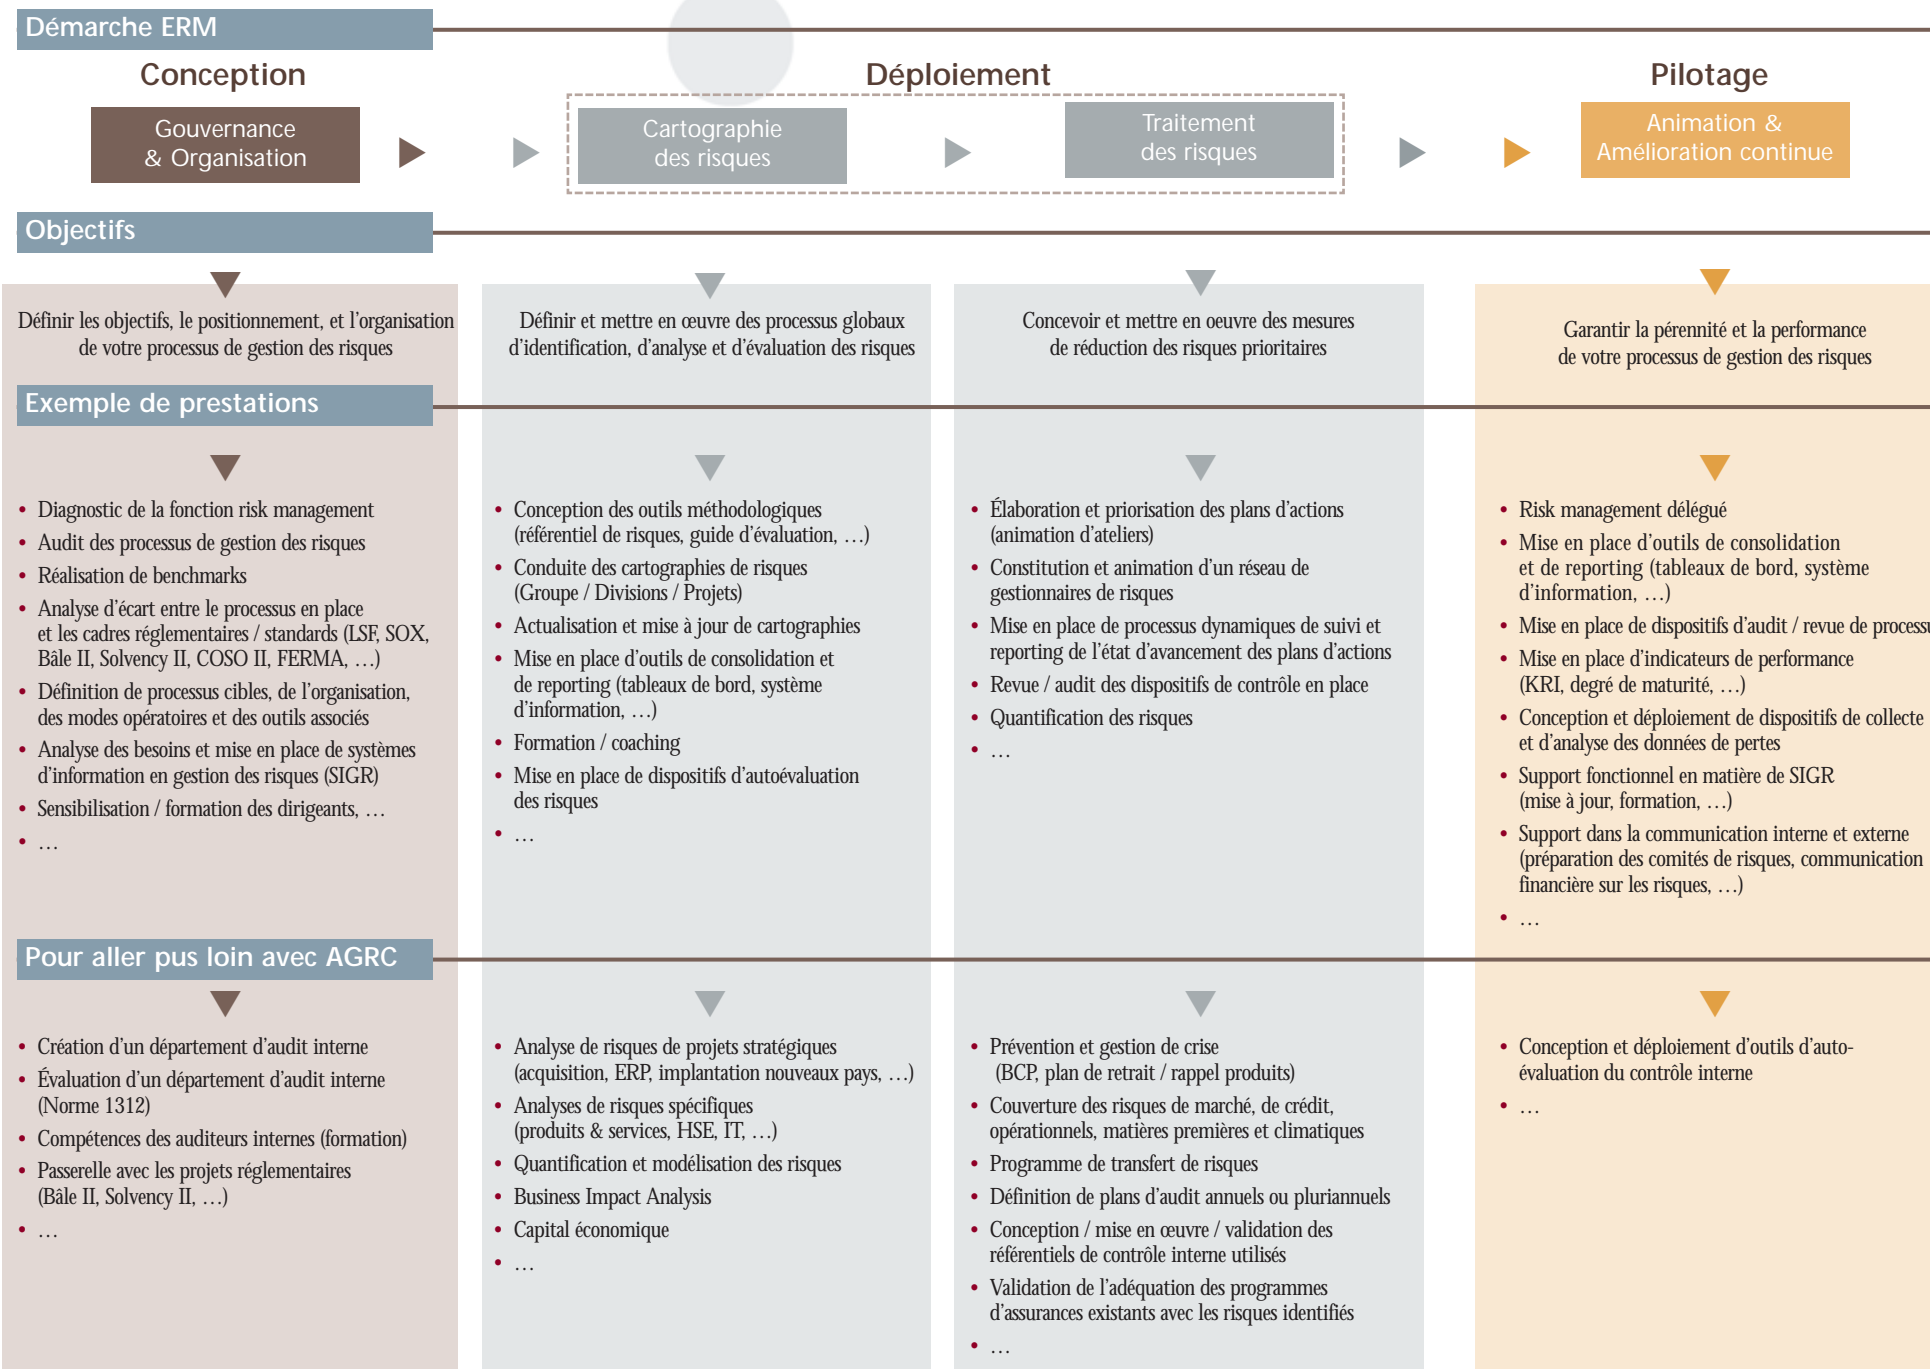 Démarche ERM
Conception
Déploiement
Pilotage
Gouvernance
& Organisation
Cartographie
des risques
Traitement
des risques
Animation &
Amélioration continue
Objectifs
Définir les objectifs, le positionnement, et l'organisation
de votre processus de gestion des risques
Définir et mettre en œuvre des processus globaux
d'identification, d'analyse et d'évaluation des risques
Concevoir et mettre en oeuvre des mesures
de réduction des risques prioritaires
Garantir la pérennité et la performance
de votre processus de gestion des risques
Exemple de prestations
• Diagnostic de la fonction risk management
• Audit des processus de gestion des risques
• Réalisation de benchmarks
• Analyse d'écart entre le processus en place
et les cadres réglementaires / standards (LSF, SOX,
Bâle II, Solvency II, COSO II, FERMA, …)
• Définition de processus cibles, de l'organisation,
des modes opératoires et des outils associés
• Analyse des besoins et mise en place de systèmes
d'information en gestion des risques (SIGR)
• Sensibilisation / formation des dirigeants, …
• …
• Conception des outils méthodologiques
(référentiel de risques, guide d'évaluation, …)
• Conduite des cartographies de risques
(Groupe / Divisions / Projets)
• Actualisation et mise à jour de cartographies
• Mise en place d'outils de consolidation et
de reporting (tableaux de bord, système
d'information, …)
• Formation / coaching
• Mise en place de dispositifs d'autoévaluation
des risques
• …
• Élaboration et priorisation des plans d'actions
(animation d'ateliers)
• Constitution et animation d'un réseau de
gestionnaires de risques
• Mise en place de processus dynamiques de suivi et
reporting de l'état d'avancement des plans d'actions
• Revue / audit des dispositifs de contrôle en place
• Quantification des risques
• …
• Risk management délégué
• Mise en place d'outils de consolidation
et de reporting (tableaux de bord, système
d'information, …)
• Mise en place de dispositifs d'audit / revue de processu
• Mise en place d'indicateurs de performance
(KRI, degré de maturité, …)
• Conception et déploiement de dispositifs de collecte
et d'analyse des données de pertes
• Support fonctionnel en matière de SIGR
(mise à jour, formation, …)
• Support dans la communication interne et externe
(préparation des comités de risques, communication
financière sur les risques, …)
• …
Pour aller pus loin avec AGRC
• Création d'un département d'audit interne
• Évaluation d'un département d'audit interne
(Norme 1312)
• Compétences des auditeurs internes (formation)
• Passerelle avec les projets réglementaires
(Bâle II, Solvency II, …)
• …
• Analyse de risques de projets stratégiques
(acquisition, ERP, implantation nouveaux pays, …)
• Analyses de risques spécifiques
(produits & services, HSE, IT, …)
• Quantification et modélisation des risques
• Business Impact Analysis
• Capital économique
• …
• Prévention et gestion de crise
(BCP, plan de retrait / rappel produits)
• Couverture des risques de marché, de crédit,
opérationnels, matières premières et climatiques
• Programme de transfert de risques
• Définition de plans d'audit annuels ou pluriannuels
• Conception / mise en œuvre / validation des
référentiels de contrôle interne utilisés
• Validation de l'adéquation des programmes
d'assurances existants avec les risques identifiés
• …
• Conception et déploiement d'outils d'auto-
évaluation du contrôle interne
• …